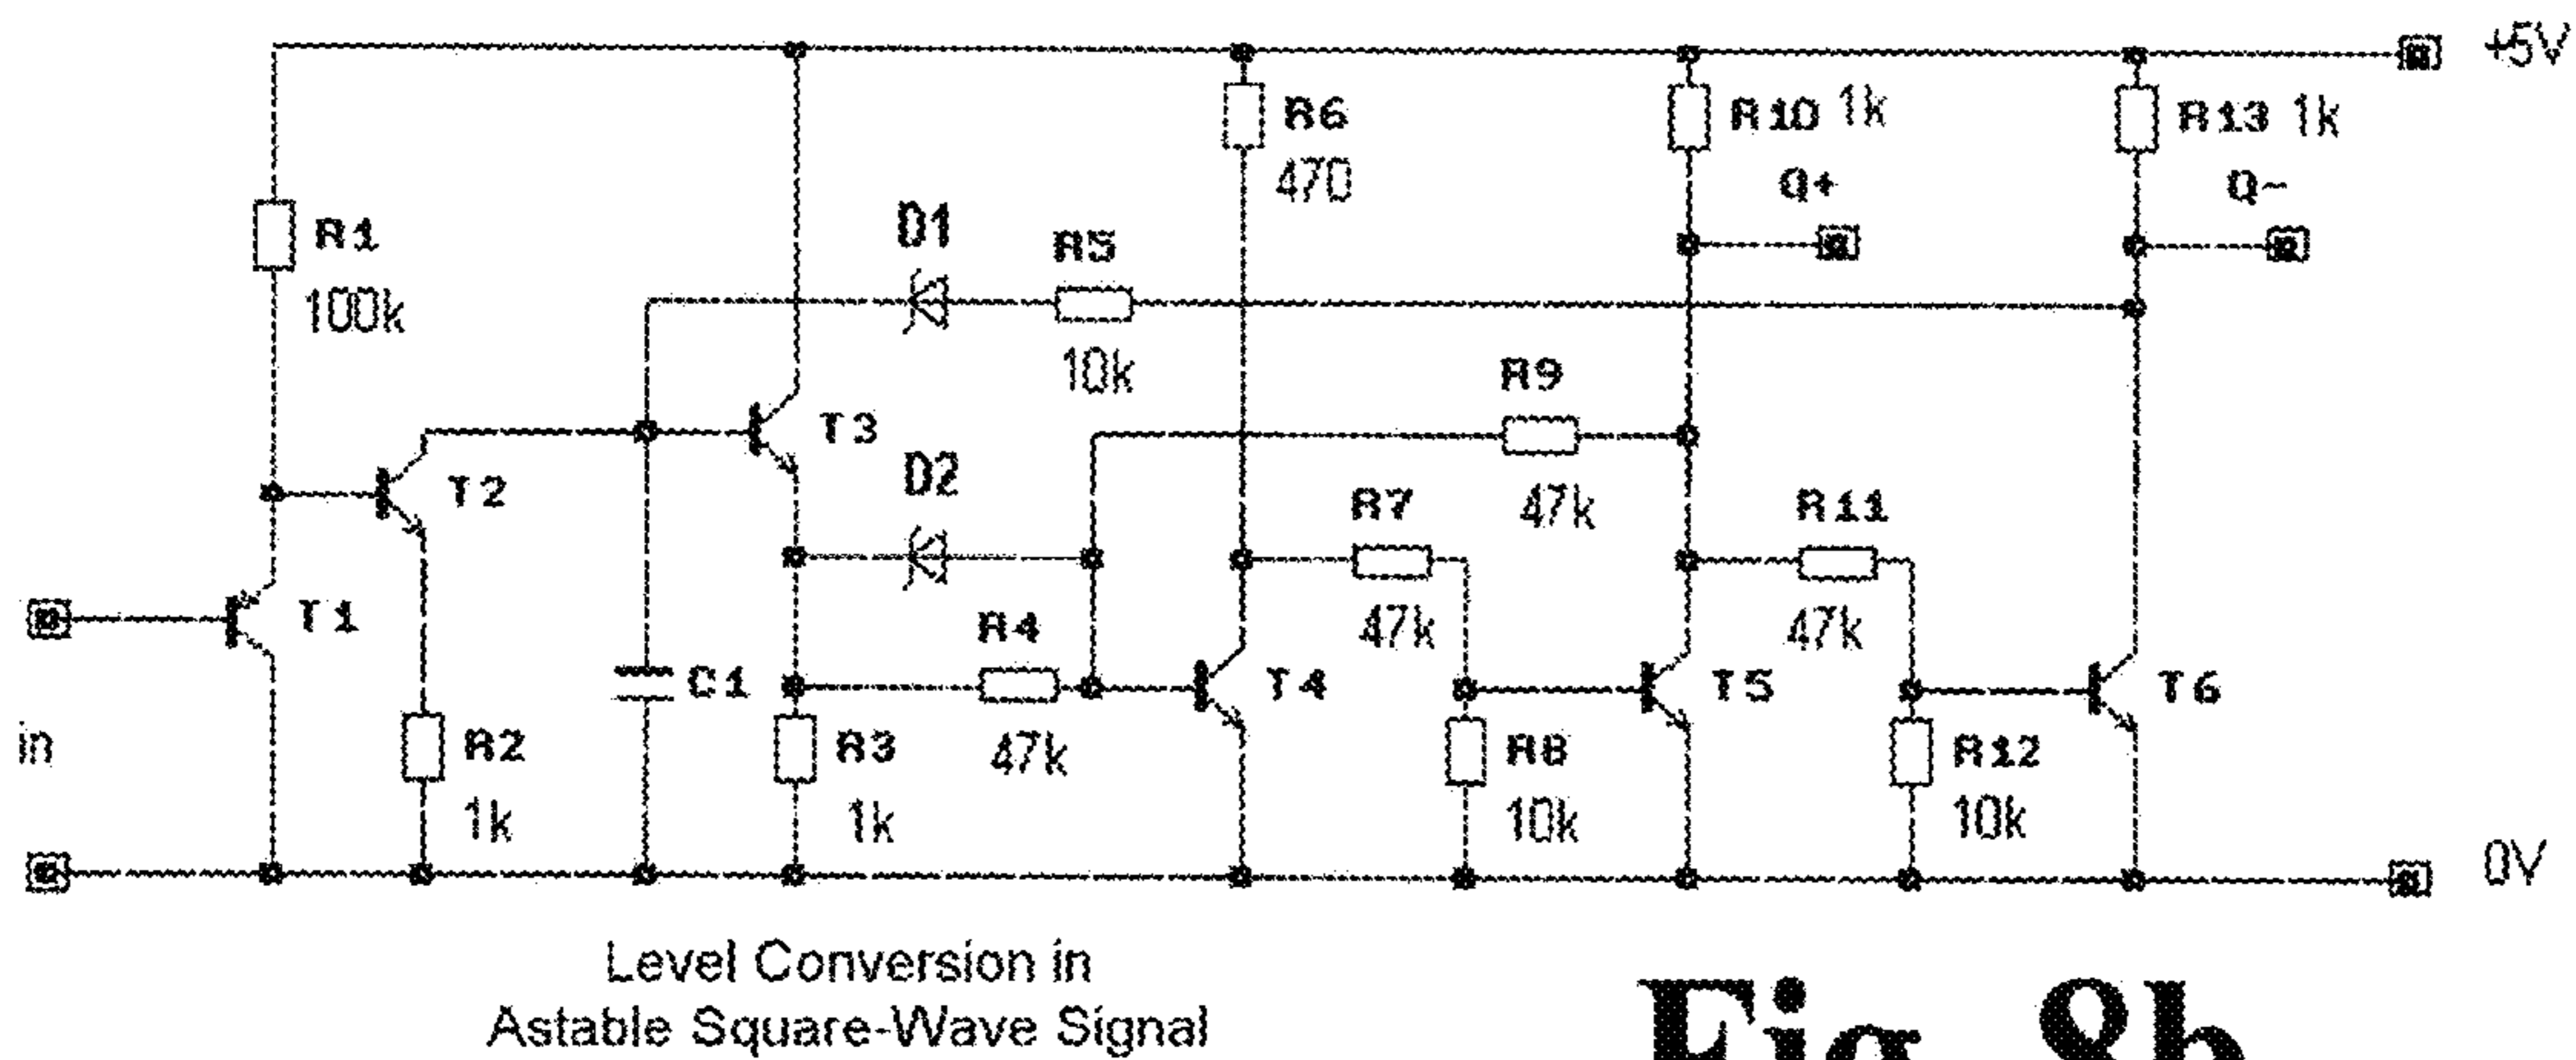 +5V
R6
470
R10 1k
R13 1k
Q+
Q-
R1
100k
D1
R5
10k
R9
47k
T3
D2
T2
R7
47k
R11
47k
T1
R4
47k
C1
T4
T5
T6
in
R2
1k
R3
1k
R8
10k
R12
10k
0V
Level Conversion in
Astable Square-Wave Signal
Fig. 8b